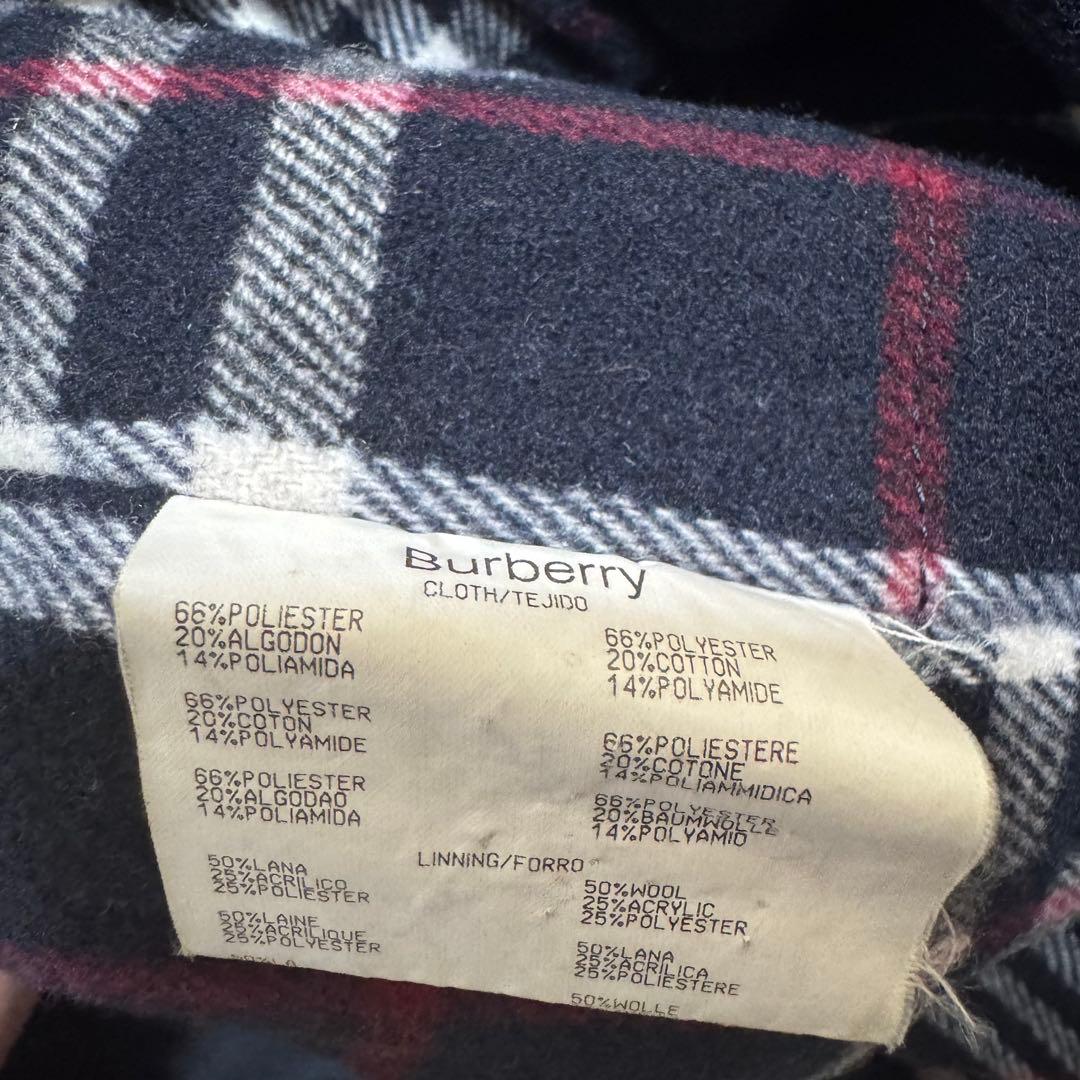 Burberry
CLOTH/TEJIDO
66%POLIESTER
20%ALGODON
14%POLIAMIDA
66%POLYESTER
20%COTON
14%POLYAMIDE
66%POLIESTER
20%ALGODAO
14%POLIAMIDA
66%POLYESTER
20%COTTON
14%POLYAMIDE
66%POLIESTERE
20%COTONE
14%POLIAMMIDICA
66%POLYESTER
20%BAUMWOLLE
14%POLYAMID
LINNING/FORRO
50%LANA
25%ACRILICO
25%POLIESTER
50%LAINE
25%ACRILIQUE
25%POLYESTER
50%LA
50%WOOL
25%ACRYLIC
25%POLYESTER
50%LANA
25%ACRILICA
25%POLIESTERE
50%WOLLE